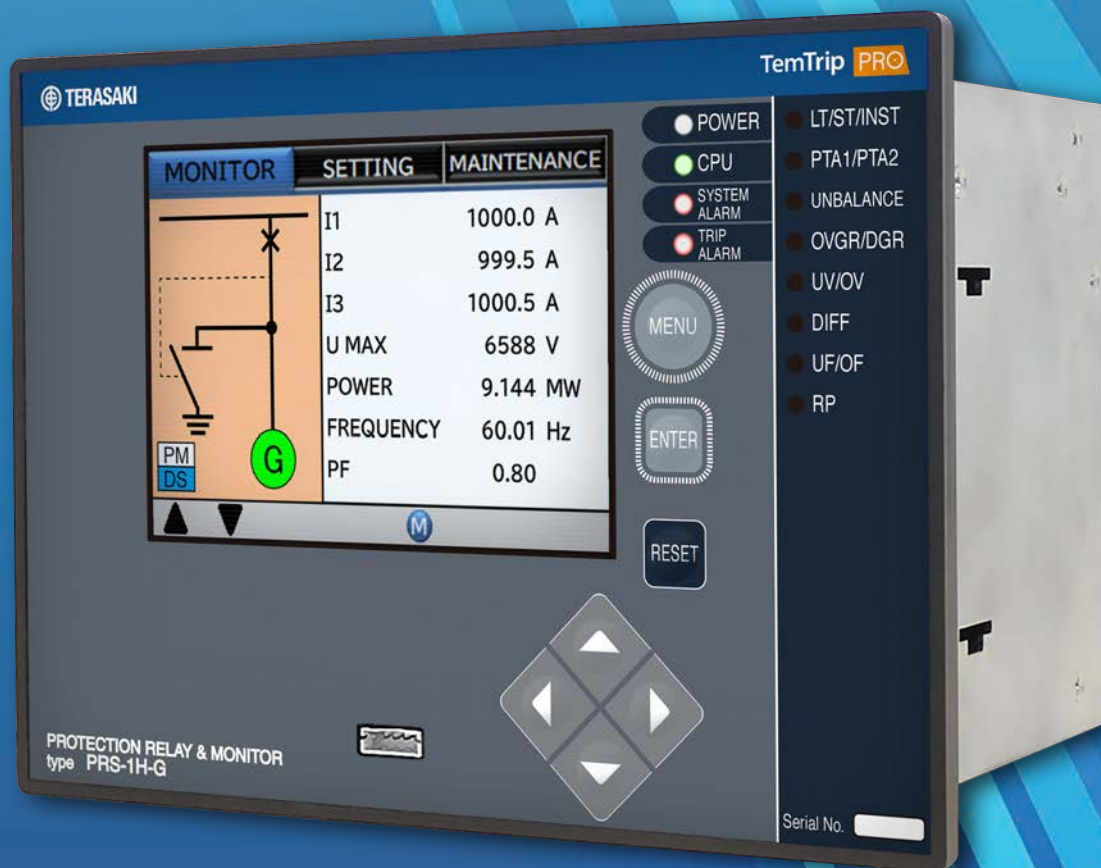 TERASAKI
TemTrip PRO
MONITOR SETTING MAINTENANCE
I1 1000.0 A
I2 999.5 A
I3 1000.5 A
U MAX 6588 V
POWER 9.144 MW
FREQUENCY 60.01 Hz
PF 0.80
PM
DS
G
M
POWER
CPU
SYSTEM
ALARM
TRIP
ALARM
MENU
ENTER
RESET
LT/ST/INST
PTA1/PTA2
UNBALANCE
OVGR/DGR
UV/OV
DIFF
UF/OF
RP
PROTECTION RELAY & MONITOR
type PRS-1H-G
Serial No.